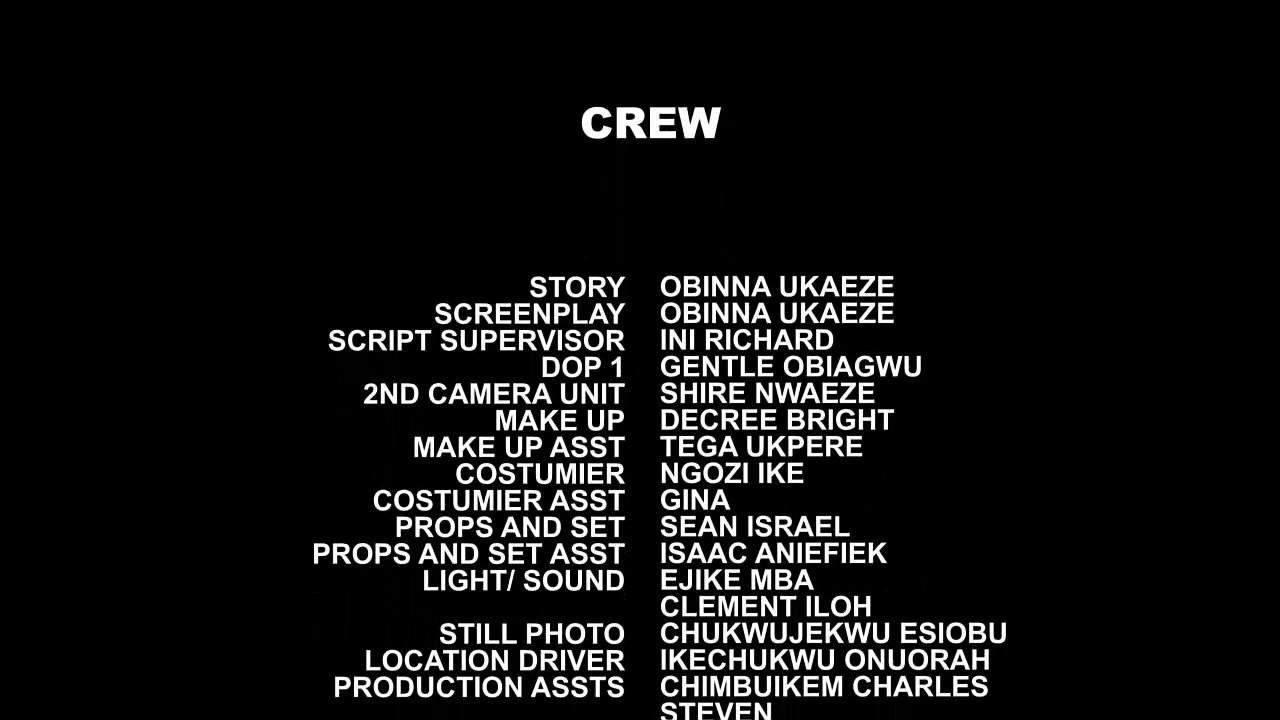 CREW
STORY OBINNA UKAEZE
SCREENPLAY OBINNA UKAEZE
SCRIPT SUPERVISOR INI RICHARD
DOP 1 GENTLE OBIAGWU
2ND CAMERA UNIT SHIRE NWAEZE
MAKE UP DECREE BRIGHT
MAKE UP ASST TEGA UKPERE
COSTUMIER NGOZI IKE
COSTUMIER ASST GINA
PROPS AND SET SEAN ISRAEL
PROPS AND SET ASST ISAAC ANIEFIEK
LIGHT/ SOUND EJIKE MBA
CLEMENT ILOH
STILL PHOTO CHUKWUJEKWU ESIOBU
LOCATION DRIVER IKECHUKWU ONUORAH
PRODUCTION ASSTS CHIMBUIKEM CHARLES
STEVEN